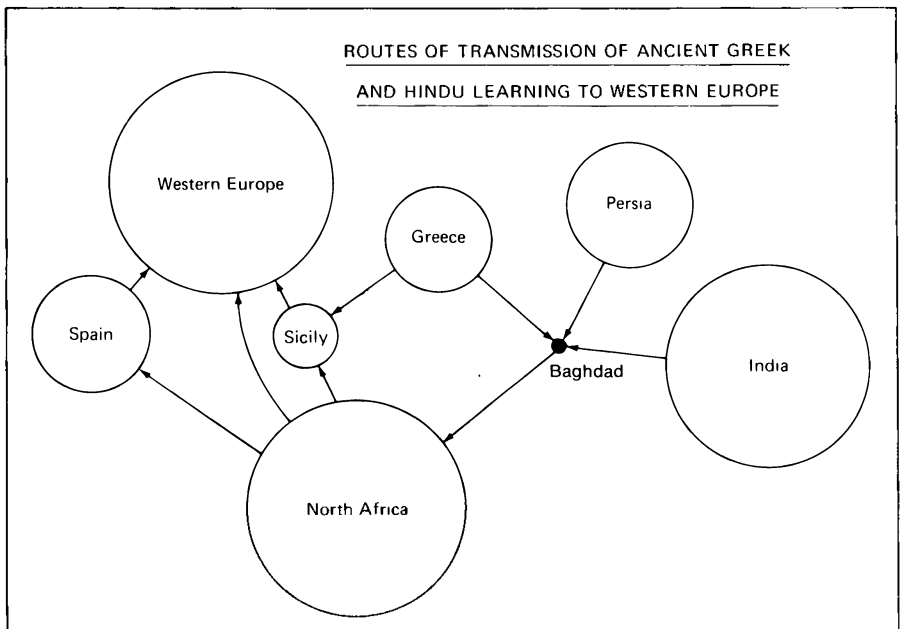 ROUTES OF TRANSMISSION OF ANCIENT GREEK
AND HINDU LEARNING TO WESTERN EUROPE
Western Europe
Persia
Greece
Spain
Sicily
Baghdad
India
North Africa